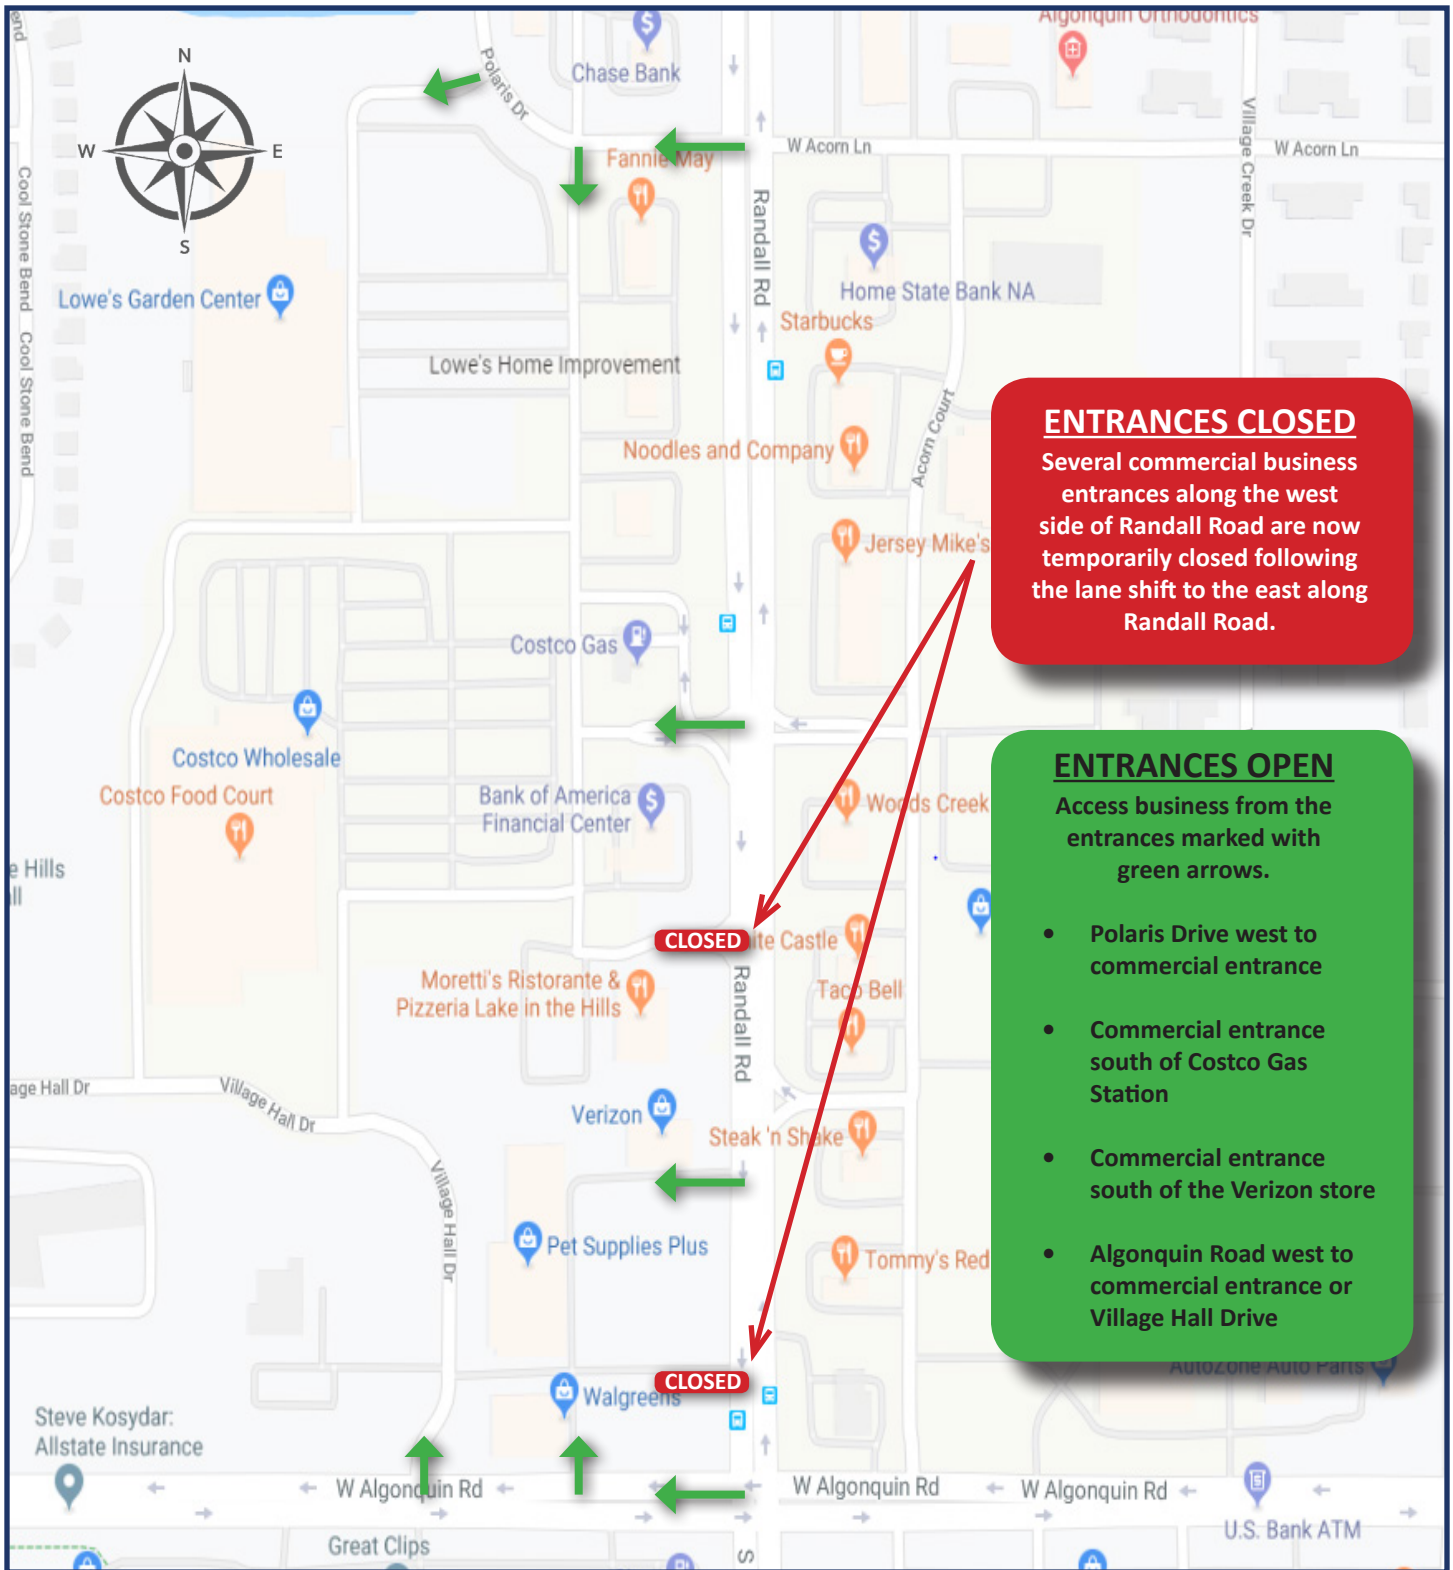 end
Algonquin Orthodontics
N
Polaris Dr
Chase Bank
W
E
W Acorn Ln
Village Creek Dr
W Acorn Ln
Fannie May
Cool Stone Bend
Randall Rd
S
Lowe's Garden Center
Home State Bank NA
Starbucks
Cool Stone Bend
Lowe's Home Improvement
Acorn Court
Noodles and Company
Jersey Mike's
ENTRANCES CLOSED
Several commercial business
entrances along the west
side of Randall Road are now
temporarily closed following
the lane shift to the east along
Randall Road.
Costco Gas
Costco Wholesale
Costco Food Court
Bank of America
Financial Center
Woods Creek
e Hills
ll
CLOSED
ite Castle
Moretti's Ristorante &
Pizzeria Lake in the Hills
Randall Rd
Taco Bell
age Hall Dr
Village Hall Dr
Verizon
Steak 'n Shake
Village Hall Dr
Pet Supplies Plus
Tommy's Red
ENTRANCES OPEN
Access business from the
entrances marked with
green arrows.
• Polaris Drive west to
commercial entrance
• Commercial entrance
south of Costco Gas
Station
• Commercial entrance
south of the Verizon store
• Algonquin Road west to
commercial entrance or
Village Hall Drive
AutoZone Auto Parts
CLOSED
Walgreens
Steve Kosydar:
Allstate Insurance
W Algonquin Rd
W Algonquin Rd
W Algonquin Rd
U.S. Bank ATM
Great Clips
S